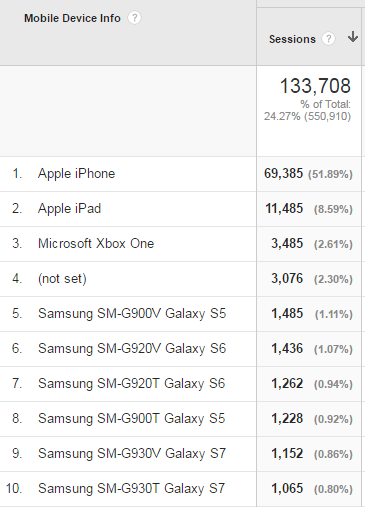 Mobile Device Info ?
Sessions ? ↓
133,708
% of Total:
24.27% (550,910)
1. Apple iPhone 69,385 (51.89%)
2. Apple iPad 11,485 (8.59%)
3. Microsoft Xbox One 3,485 (2.61%)
4. (not set) 3,076 (2.30%)
5. Samsung SM-G900V Galaxy S5 1,485 (1.11%)
6. Samsung SM-G920V Galaxy S6 1,436 (1.07%)
7. Samsung SM-G920T Galaxy S6 1,262 (0.94%)
8. Samsung SM-G900T Galaxy S5 1,228 (0.92%)
9. Samsung SM-G930V Galaxy S7 1,152 (0.86%)
10. Samsung SM-G930T Galaxy S7 1,065 (0.80%)